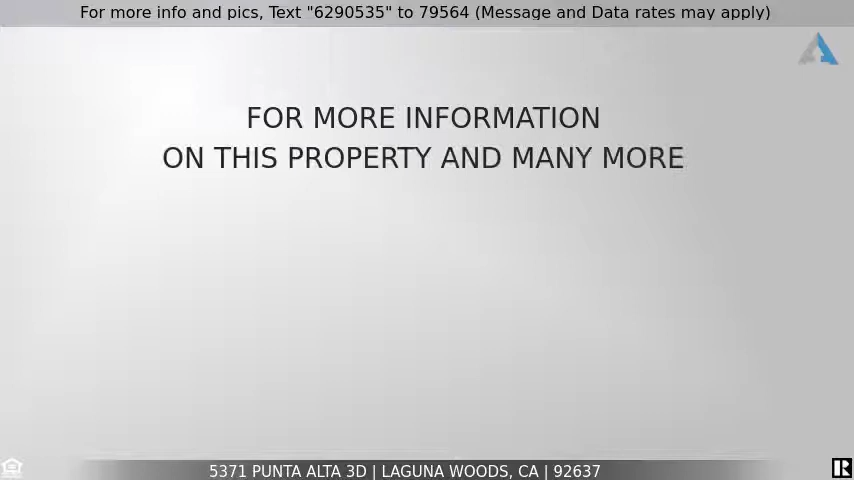 For more info and pics, Text "6290535" to 79564 (Message and Data rates may apply)
FOR MORE INFORMATION
ON THIS PROPERTY AND MANY MORE
5371 PUNTA ALTA 3D | LAGUNA WOODS, CA | 92637